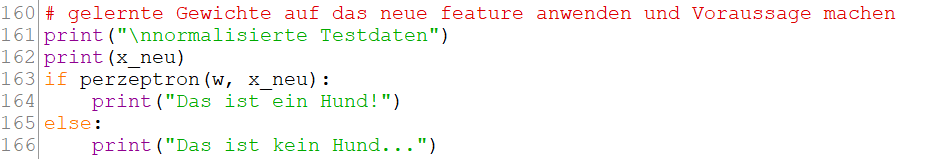 160 # gelernte Gewichte auf das neue feature anwenden und Voraussage machen
161 print("\nnormalisierte Testdaten")
162 print(x_neu)
163 if perzeptron(w, x_neu):
164     print("Das ist ein Hund!")
165 else:
166     print("Das ist kein Hund...")